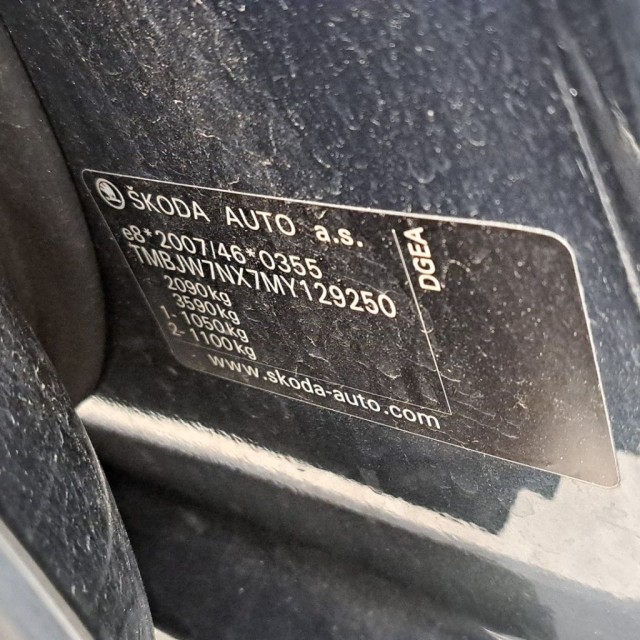 ŠKODA AUTO a.s.
e8*2007/46*0355
TMBJW7NX7MY129250
2090kg
3590kg
1- 1050kg
2- 1100kg
www.skoda-auto.com
DGEA